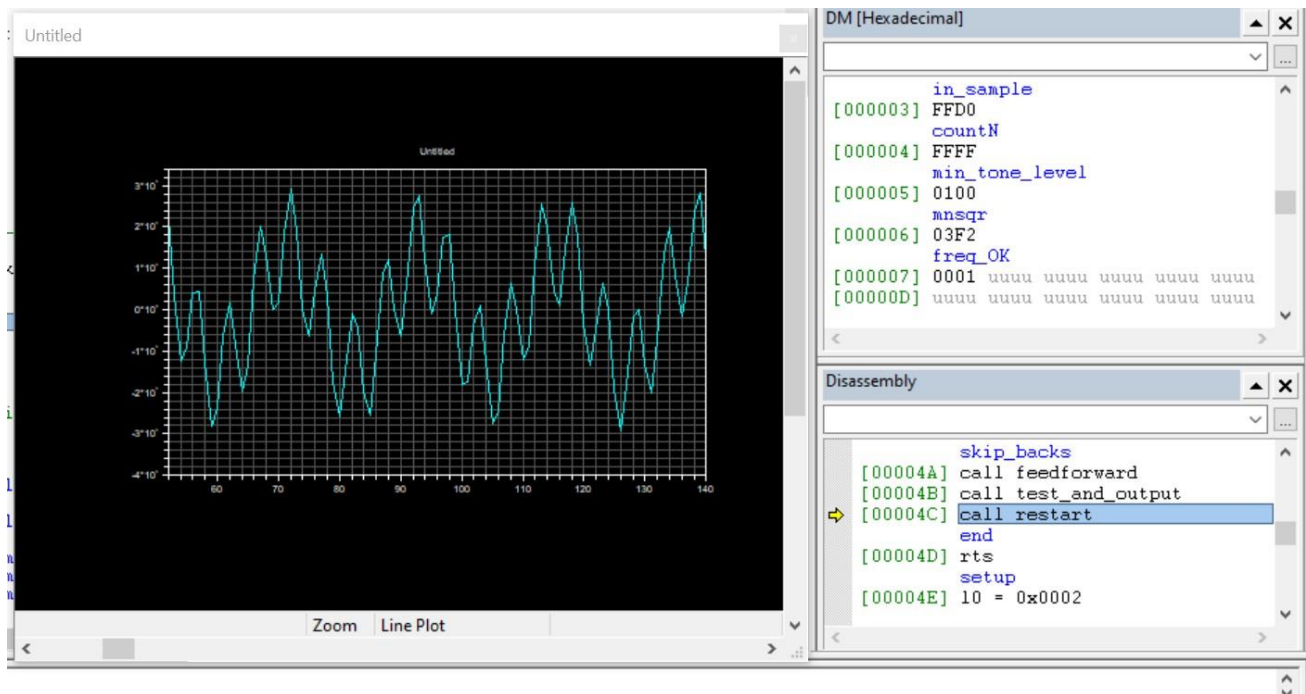 Untitled
Untitled
3*10
2*10
1*10
0*10
-1*10
-2*10
-3*10
-4*10
60 70 80 90 100 110 120 130 140
Zoom Line Plot
DM [Hexadecimal]
...
in_sample
[000003] FFD0
countN
[000004] FFFF
min_tone_level
[000005] 0100
mnsqr
[000006] 03F2
freq_OK
[000007] 0001 uuuu uuuu uuuu uuuu uuuu
[00000D] uuuu uuuu uuuu uuuu uuuu uuuu
Disassembly
...
skip_backs
[00004A] call feedforward
[00004B] call test_and_output
[00004C] call restart
end
[00004D] rts
setup
[00004E] l0 = 0x0002